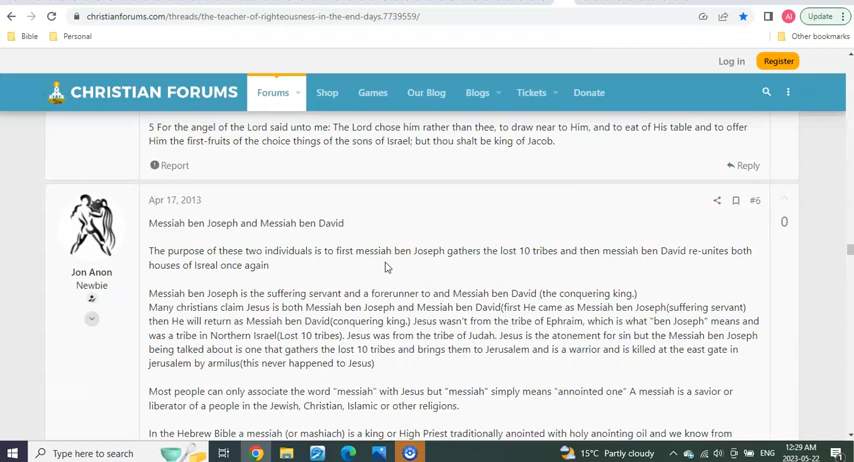 christianforums.com/threads/the-teacher-of-righteousness-in-the-end-days.7739559/
AI
Update
Bible
Personal
Other bookmarks
Log in
Register
CHRISTIAN FORUMS
Forums
Shop
Games
Our Blog
Blogs
Tickets
Donate
5 For the angel of the Lord said unto me: The Lord chose him rather than thee, to draw near to Him, and to eat of His table and to offer
Him the first-fruits of the choice things of the sons of Israel; but thou shalt be king of Jacob.
Report
Reply
Apr 17, 2013
#6
0
Jon Anon
Newbie
Messiah ben Joseph and Messiah ben David
The purpose of these two individuals is to first messiah ben Joseph gathers the lost 10 tribes and then messiah ben David re-unites both
houses of Isreal once again
Messiah ben Joseph is the suffering servant and a forerunner to and Messiah ben David (the conquering king.)
Many christians claim Jesus is both Messiah ben Joseph and Messiah ben David(first He came as Messiah ben Joseph(suffering servant)
then He will return as Messiah ben David(conquering king.) Jesus wasn't from the tribe of Ephraim, which is what "ben Joseph" means and
was a tribe in Northern Israel(Lost 10 tribes). Jesus was from the tribe of Judah. Jesus is the atonement for sin but the Messiah ben Joseph
being talked about is one that gathers the lost 10 tribes and brings them to Jerusalem and is a warrior and is killed at the east gate in
jerusalem by armilus(this never happened to Jesus)
Most people can only associate the word "messiah" with Jesus but "messiah" simply means "annointed one" A messiah is a savior or
liberator of a people in the Jewish, Christian, Islamic or other religions.
In the Hebrew Bible a messiah (or mashiach) is a king or High Priest traditionally anointed with holy anointing oil and we know from
Type here to search
15°C Partly cloudy
ENG
12:29 AM
2023-05-22